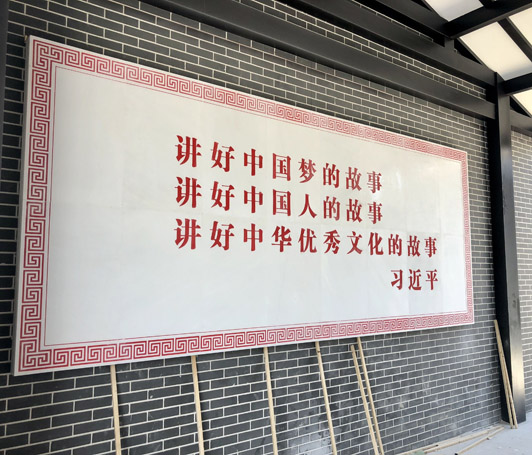 讲好中国梦的故事
讲好中国人的故事
讲好中华优秀文化的故事
习近平